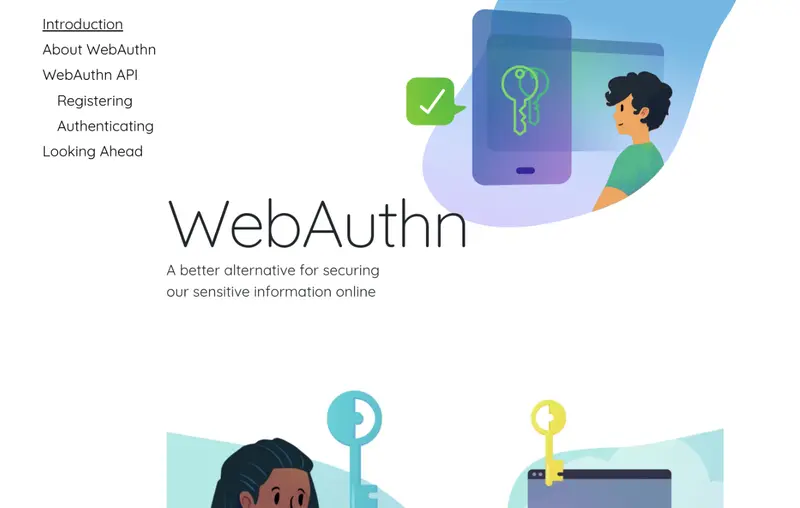 Introduction
About WebAuthn
WebAuthn API
Registering
Authenticating
Looking Ahead
WebAuthn
A better alternative for securing
our sensitive information online